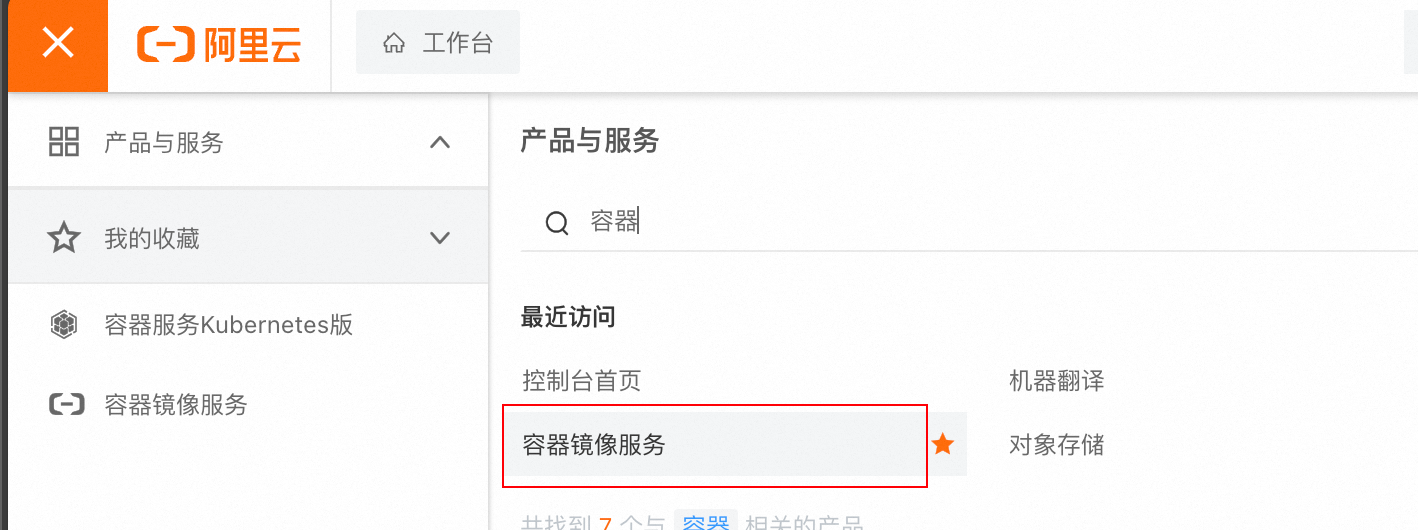 阿里云
工作台
产品与服务
我的收藏
容器服务Kubernetes版
容器镜像服务
产品与服务
容器
最近访问
控制台首页
机器翻译
容器镜像服务
对象存储
共找到 7 个与 容器 相关的产品